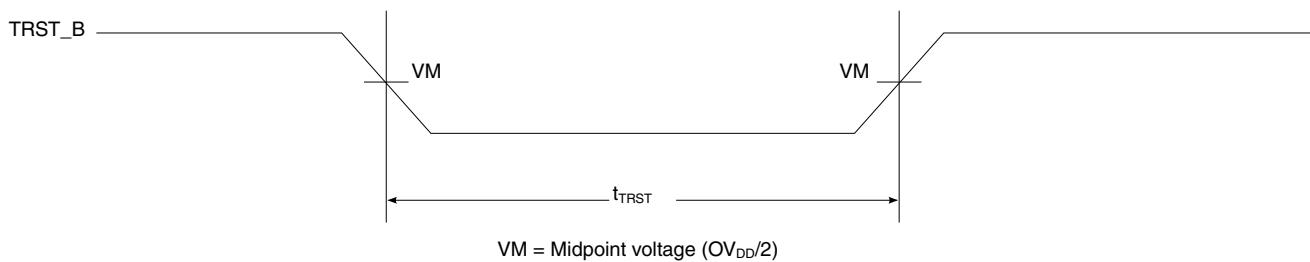 TRST_B
VM
VM
tTRST
VM = Midpoint voltage (OVDD/2)